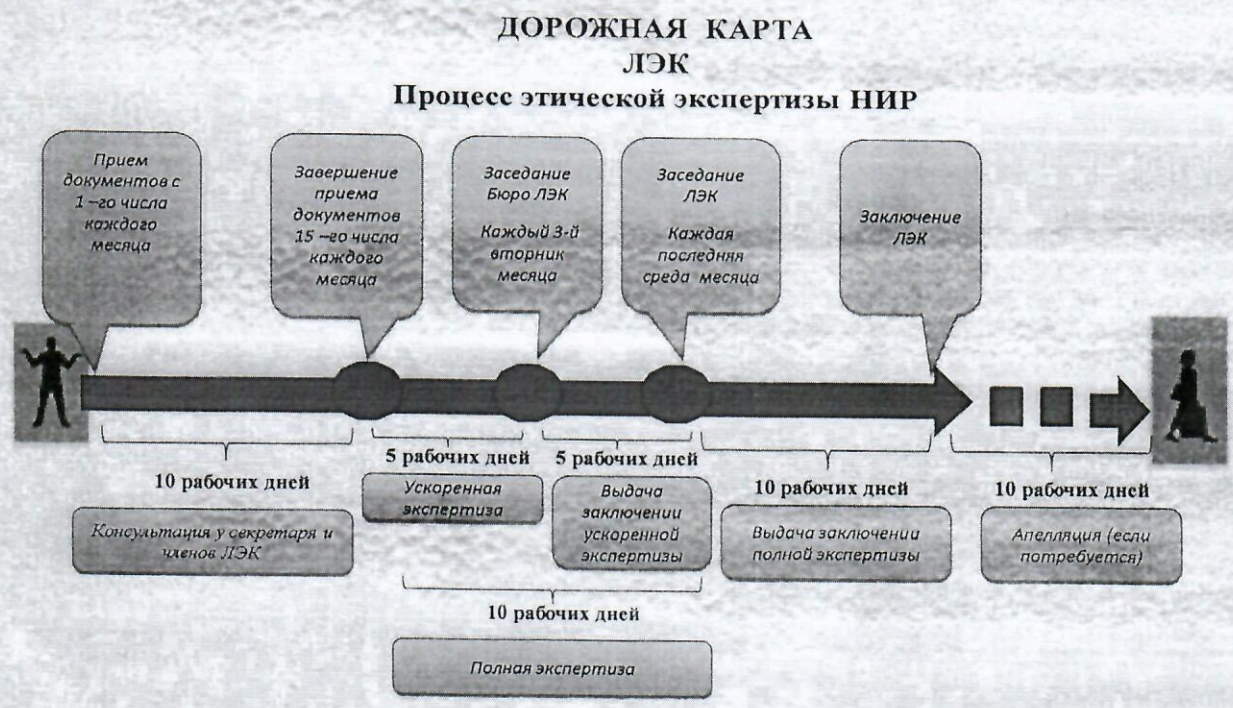 ДОРОЖНАЯ КАРТА
ЛЭК
Процесс этической экспертизы НИР
Прием
документов с
1 –го числа
каждого
месяца
Завершение
приема
документов
15 –го числа
каждого
месяца
Заседание
Бюро ЛЭК
Каждый 3-й
вторник
месяца
Заседание
ЛЭК
Каждая
последняя
среда месяца
Заключение
ЛЭК
10 рабочих дней
Консультация у секретаря и
членов ЛЭК
5 рабочих дней
Ускоренная
экспертиза
5 рабочих дней
Выдача
заключении
ускоренной
экспертизы
10 рабочих дней
Выдача заключении
полной экспертизы
10 рабочих дней
Апелляция (если
потребуется)
10 рабочих дней
Полная экспертиза